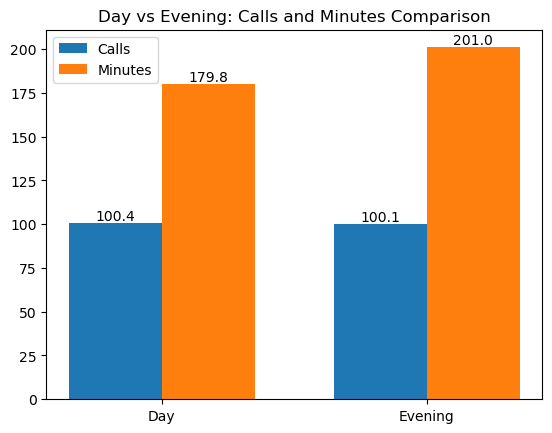 Day vs Evening: Calls and Minutes Comparison
Calls
Minutes
200
175
150
125
100
75
50
25
0
100.4
179.8
100.1
201.0
Day
Evening